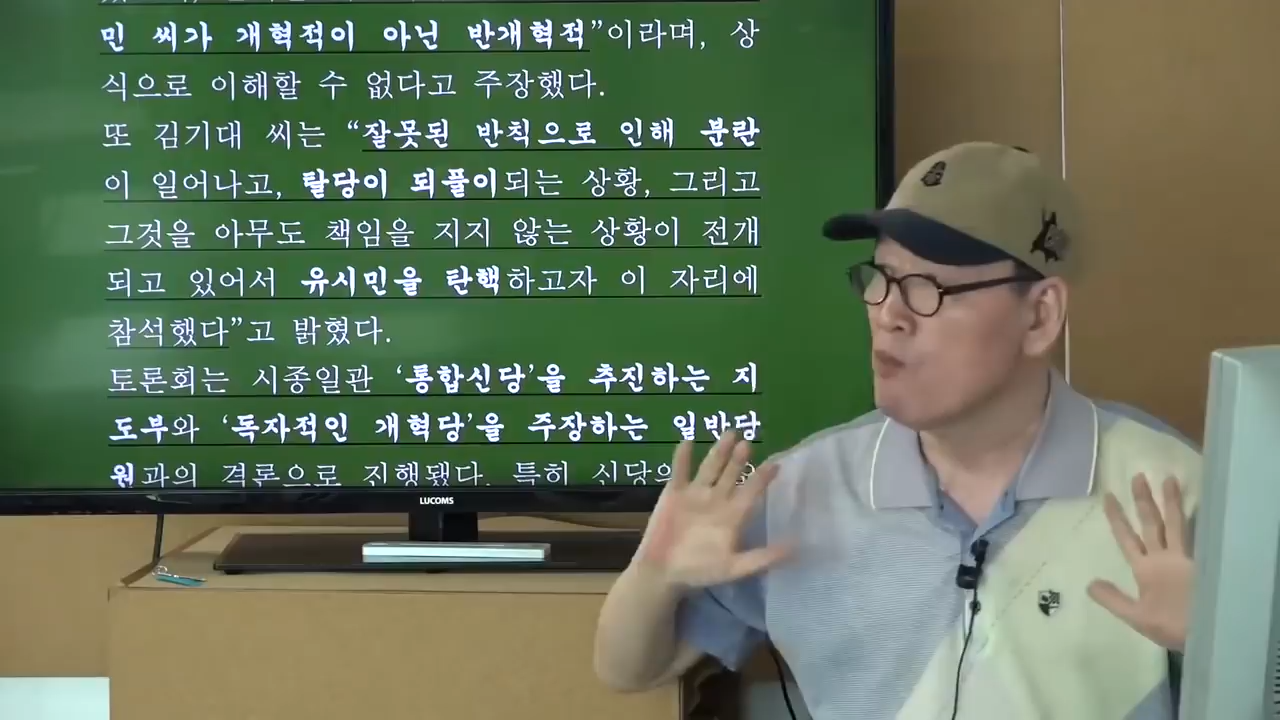 민 씨가 개혁적이 아닌 반개혁적”이라며, 상
식으로 이해할 수 없다고 주장했다.
또 김기대 씨는 “잘못된 반칙으로 인해 분란
이 일어나고, 탈당이 되풀이되는 상황, 그리고
그것을 아무도 책임을 지지 않는 상황이 전개
되고 있어서 유시민을 탄핵하고자 이 자리에
참석했다”고 밝혔다.
토론회는 시종일관 ‘통합신당’을 추진하는 지
도부와 ‘독자적인 개혁당’을 주장하는 일반당
원과의 격론으로 진행됐다. 특히
LUCOMS